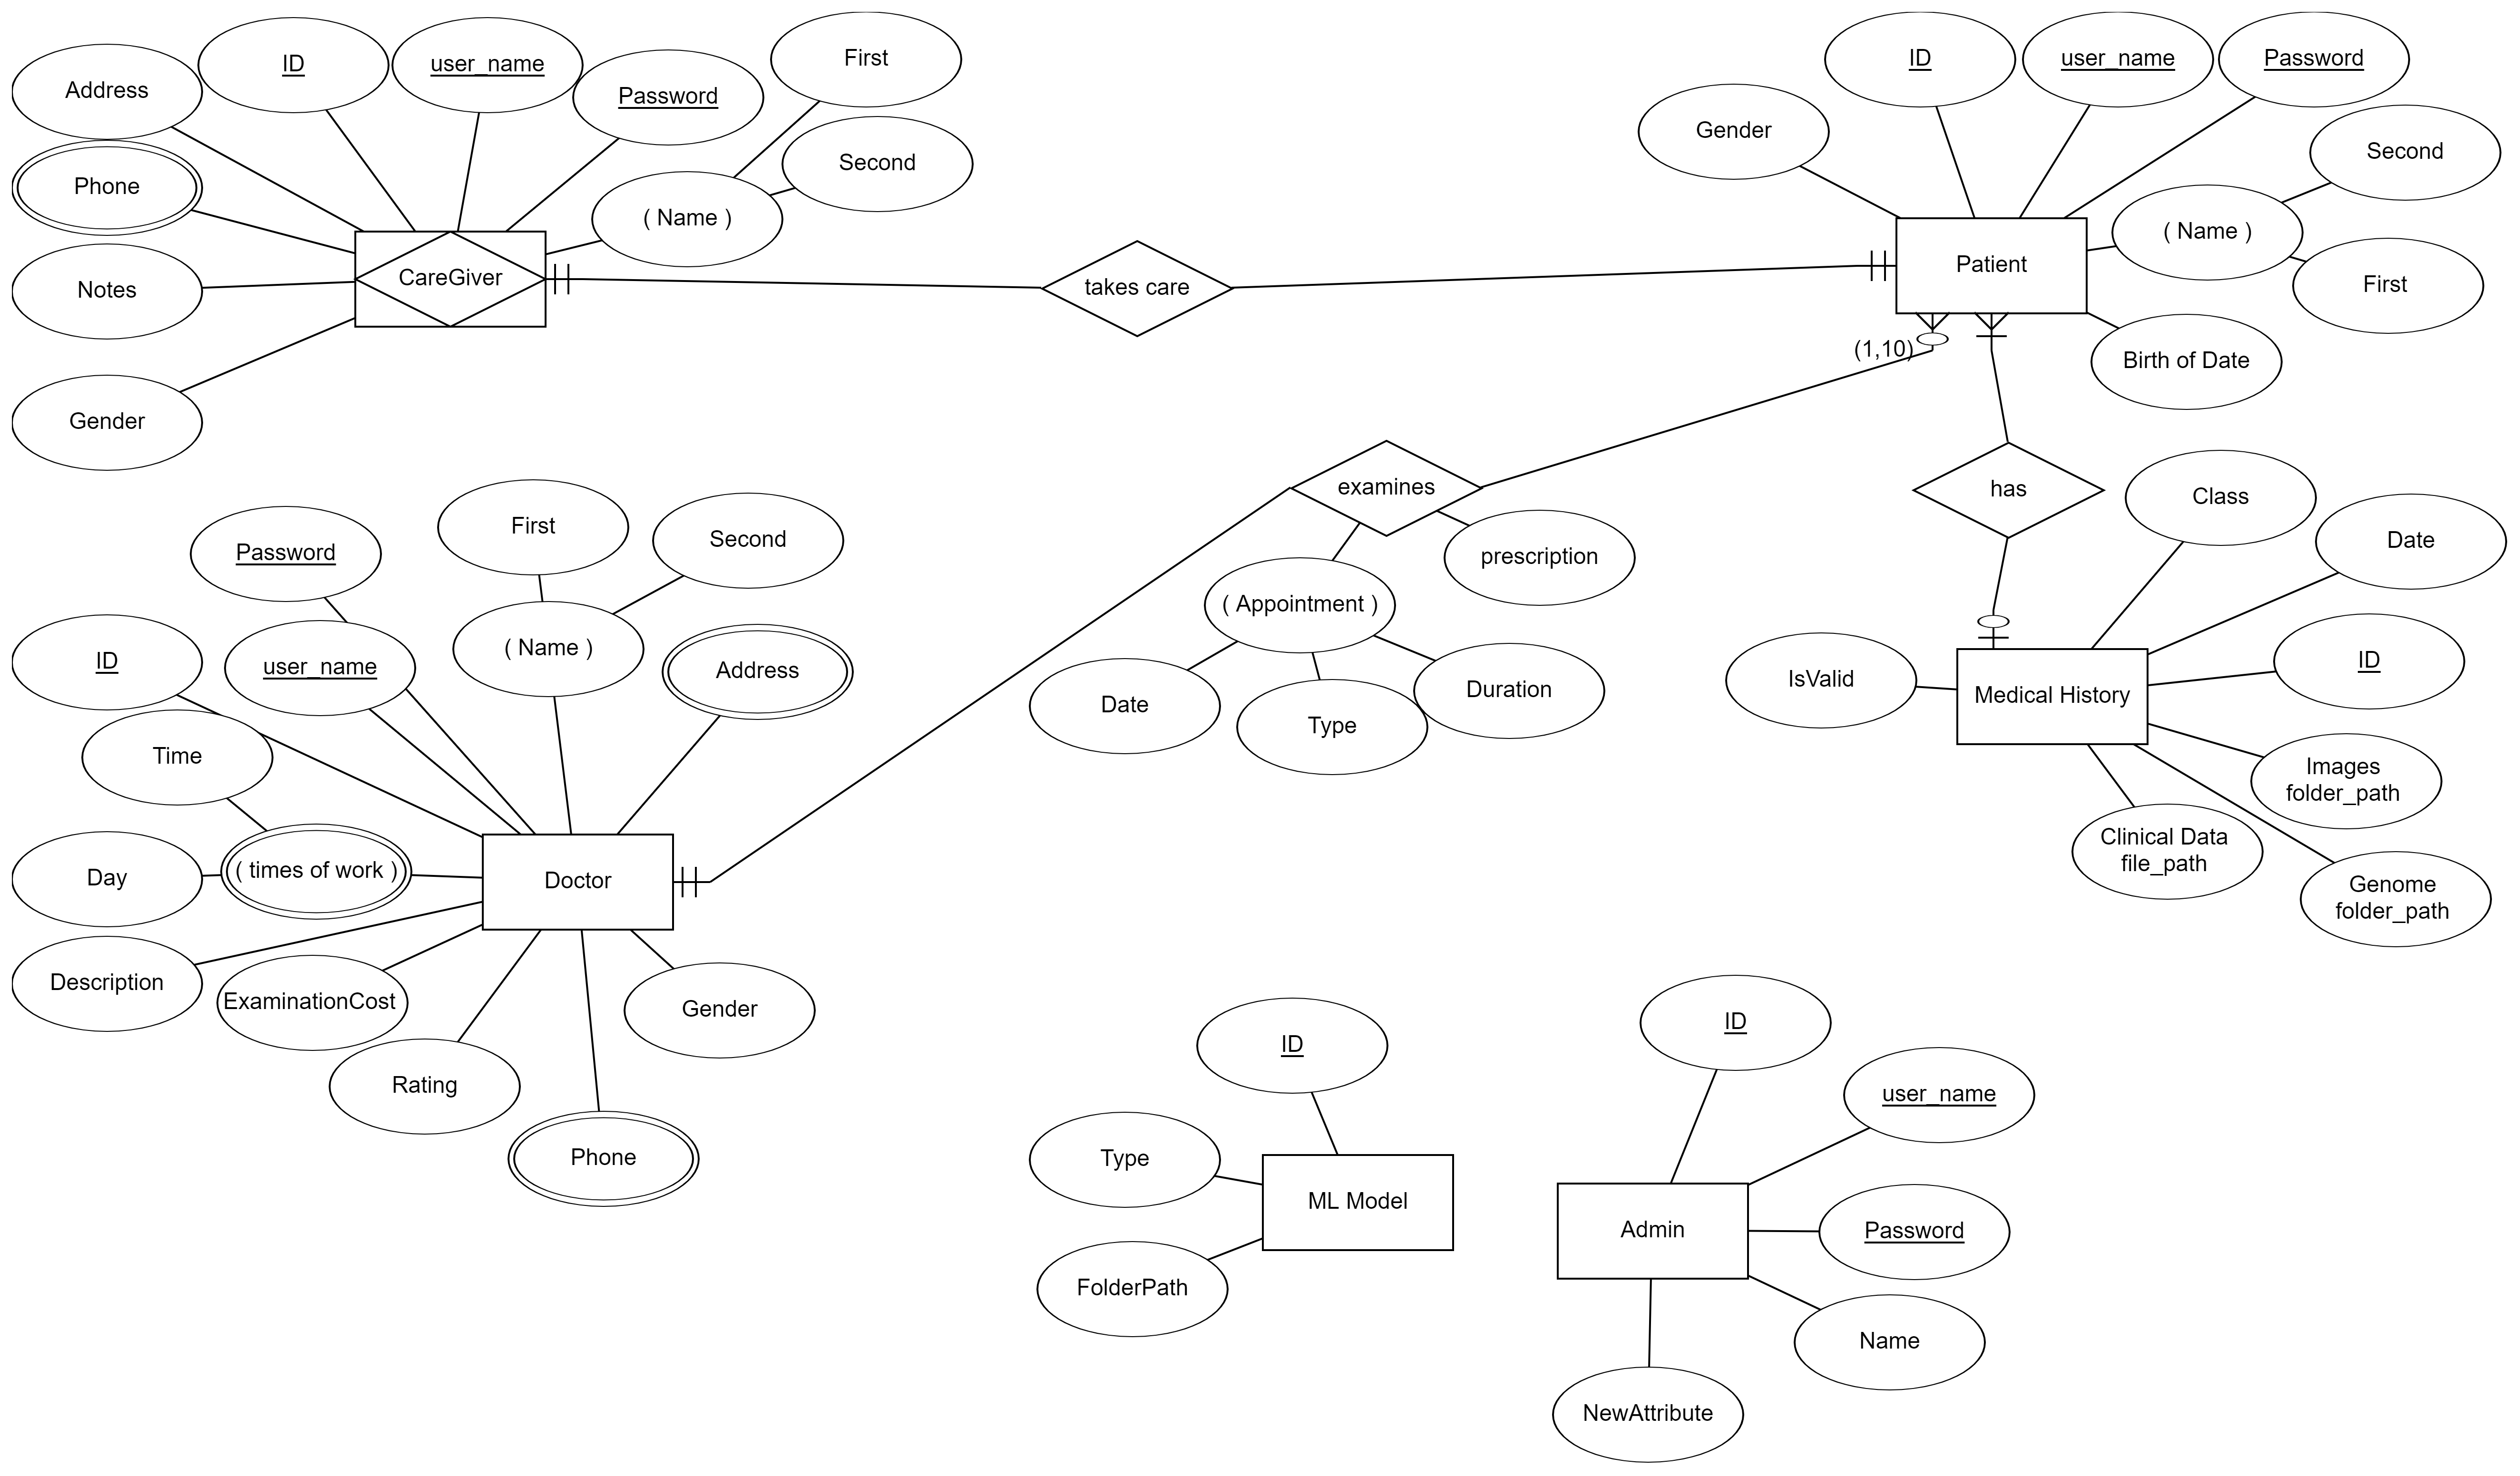 Address
ID
user_name
Password
First
Second
Phone
( Name )
Notes
CareGiver
Gender
takes care
ID
user_name
Password
Gender
Second
( Name )
First
Patient
Birth of Date
(1,10)
examines
prescription
( Appointment )
Date
Type
Duration
has
Class
Date
ID
IsValid
Medical History
Images
folder_path
Clinical Data
file_path
Genome
folder_path
Password
First
Second
ID
user_name
( Name )
Address
Time
Day
( times of work )
Doctor
Description
ExaminationCost
Gender
Rating
Phone
ID
Type
ML Model
FolderPath
ID
user_name
Admin
Password
Name
NewAttribute